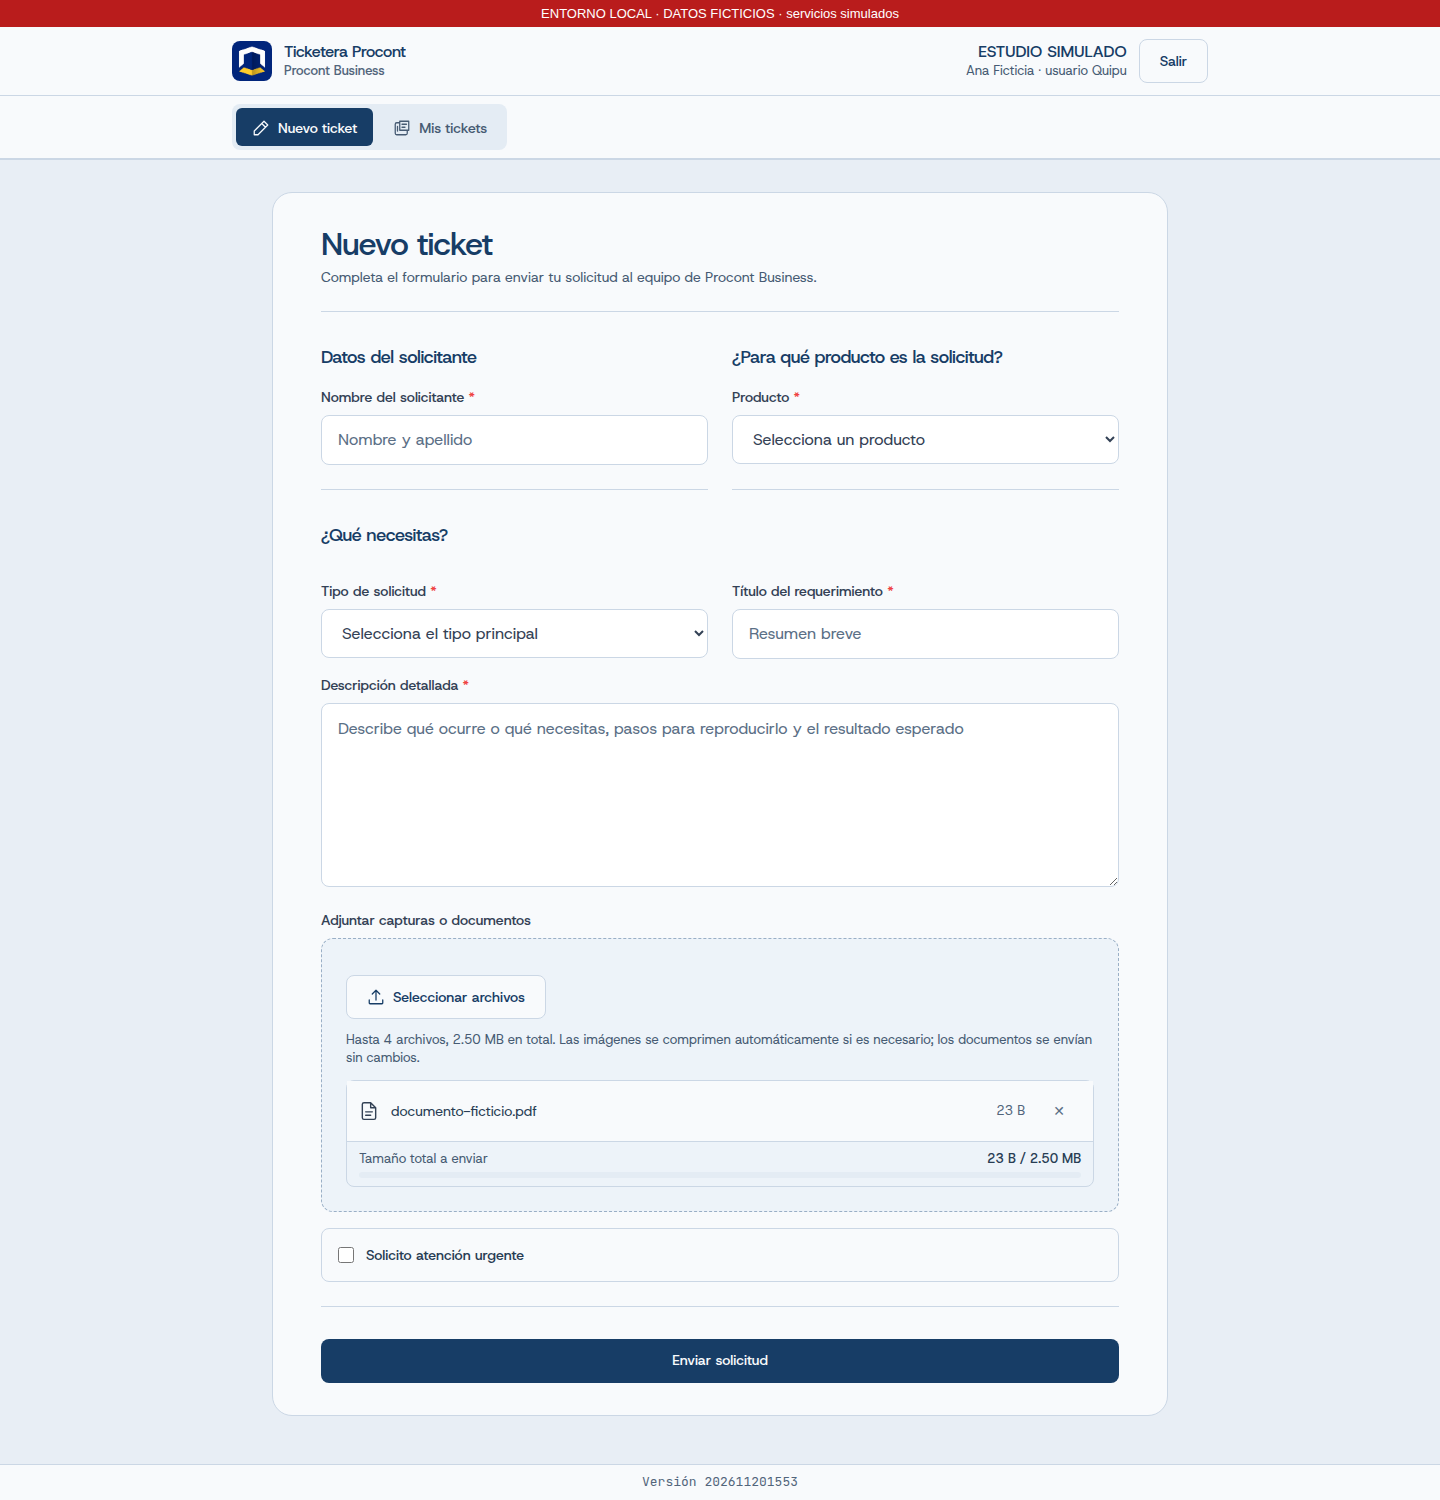 ENTORNO LOCAL · DATOS FICTICIOS · servicios simulados
Ticketera Procont
Procont Business
ESTUDIO SIMULADO
Ana Ficticia · usuario Quipu
Salir
Nuevo ticket
Mis tickets
Nuevo ticket
Completa el formulario para enviar tu solicitud al equipo de Procont Business.
Datos del solicitante
Nombre del solicitante *
Nombre y apellido
¿Para qué producto es la solicitud?
Producto *
Selecciona un producto
¿Qué necesitas?
Tipo de solicitud *
Selecciona el tipo principal
Título del requerimiento *
Resumen breve
Descripción detallada *
Describe qué ocurre o qué necesitas, pasos para reproducirlo y el resultado esperado
Adjuntar capturas o documentos
Seleccionar archivos
Hasta 4 archivos, 2.50 MB en total. Las imágenes se comprimen automáticamente si es necesario; los documentos se envían
sin cambios.
documento-ficticio.pdf
23 B
×
Tamaño total a enviar
23 B / 2.50 MB
Solicito atención urgente
Enviar solicitud
Versión 202611201553